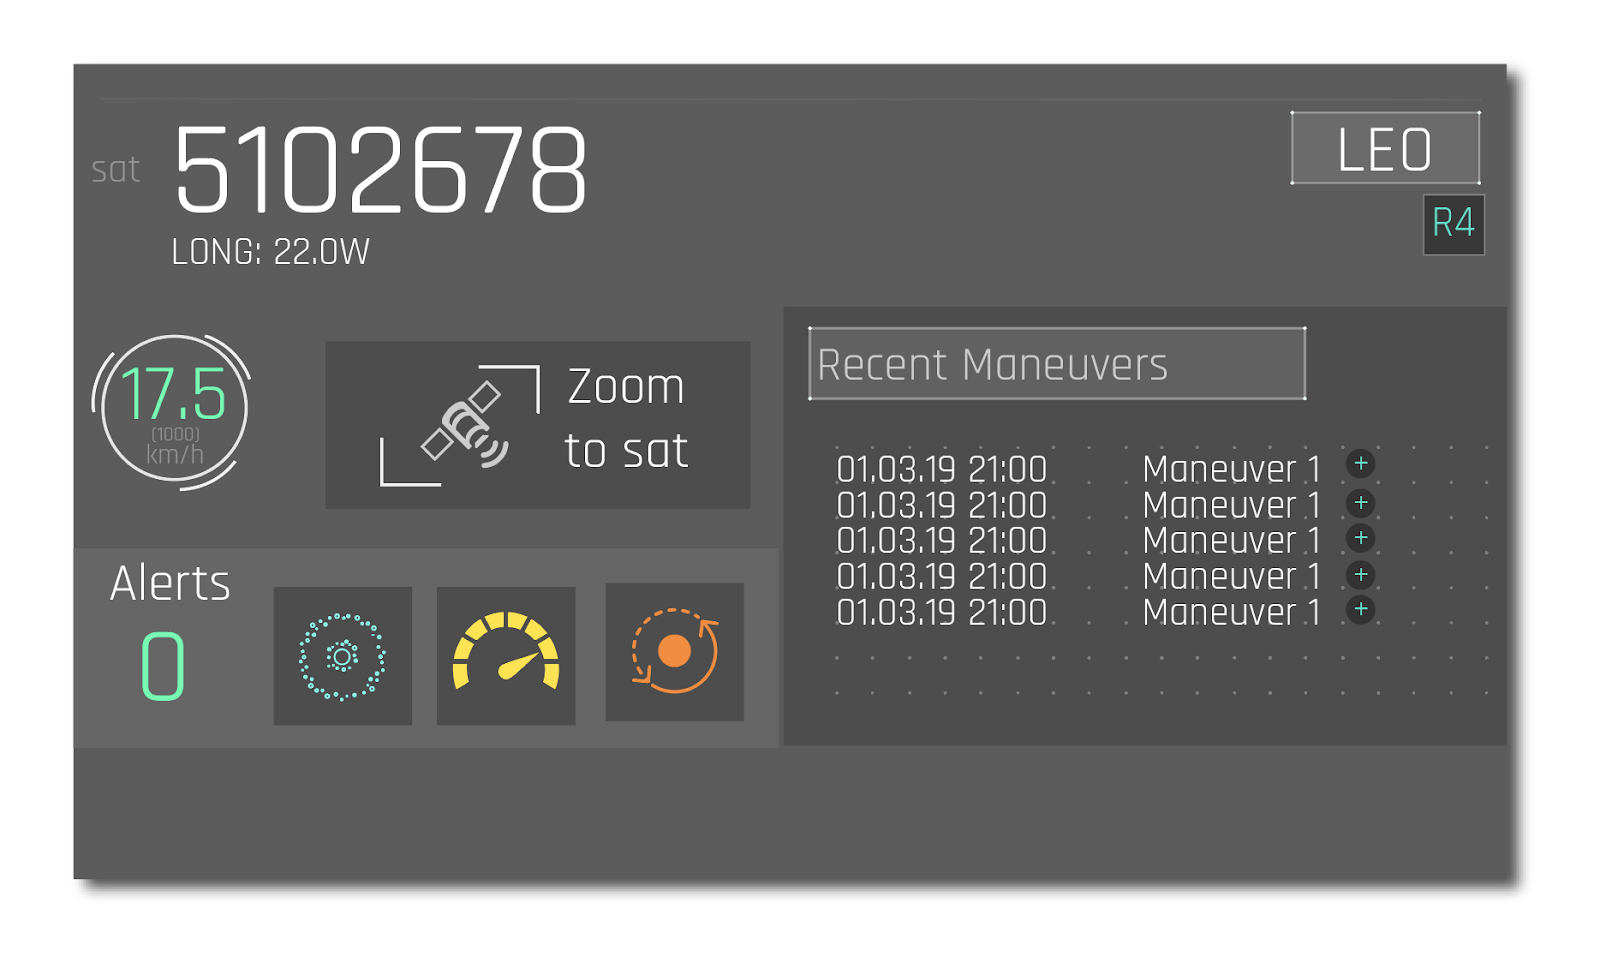 sat 5102678
LONG: 22.0W
LEO
R4
17.5
(1000)
km/h
Zoom
to sat
Alerts
0
Recent Maneuvers
01.03.19 21:00 Maneuver 1 +
01.03.19 21:00 Maneuver 1 +
01.03.19 21:00 Maneuver 1 +
01.03.19 21:00 Maneuver 1 +
01.03.19 21:00 Maneuver 1 +